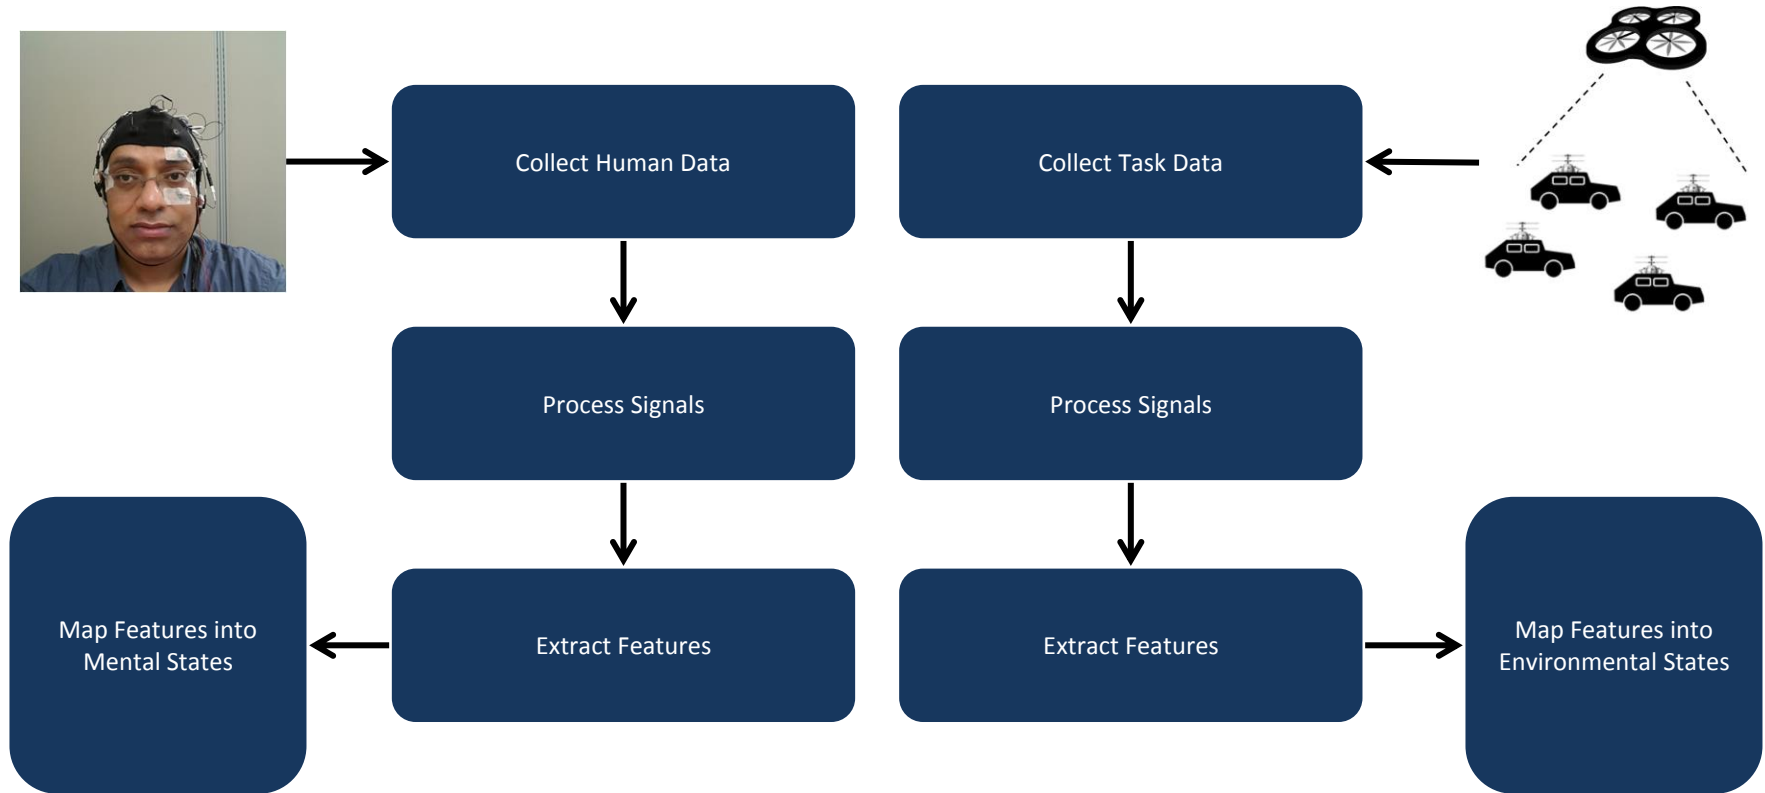 Collect Human Data
Collect Task Data
Process Signals
Process Signals
Map Features into
Mental States
Extract Features
Extract Features
Map Features into
Environmental States